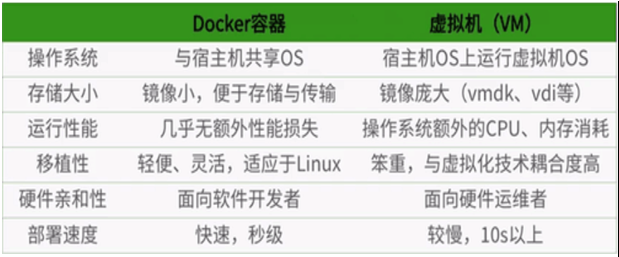 Docker容器 虚拟机（VM）
操作系统 与宿主机共享OS 宿主机OS上运行虚拟机OS
存储大小 镜像小，便于存储与传输 镜像庞大（vmdk、vdi等）
运行性能 几乎无额外性能损失 操作系统额外的CPU、内存消耗
移植性 轻便、灵活，适应于Linux 笨重，与虚拟化技术耦合度高
硬件亲和性 面向软件开发者 面向硬件运维者
部署速度 快速，秒级 较慢，10s以上